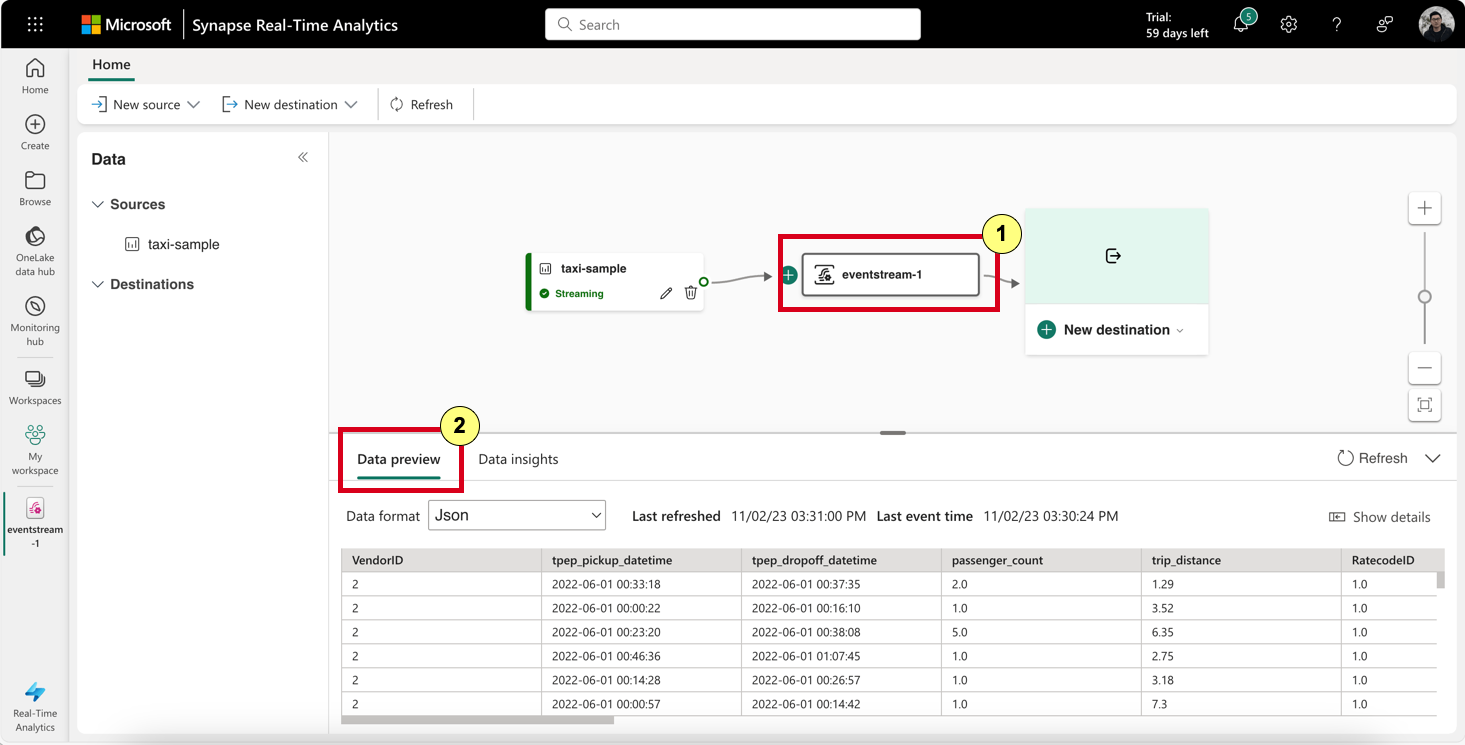 Microsoft Synapse Real-Time Analytics
Search
Trial:
59 days left
5
Home
Create
Browse
OneLake
data hub
Monitoring
hub
Workspaces
My
workspace
eventstream
-1
Real-Time
Analytics
Home
New source New destination Refresh
Data
Sources
taxi-sample
Destinations
taxi-sample
Streaming
1
eventstream-1
New destination
2
Data preview Data insights Refresh
Data format Json Last refreshed 11/02/23 03:31:00 PM Last event time 11/02/23 03:30:24 PM Show details
VendorID tpep_pickup_datetime tpep_dropoff_datetime passenger_count trip_distance RatecodeID
2 2022-06-01 00:33:18 2022-06-01 00:37:35 2.0 1.29 1.0
2 2022-06-01 00:00:22 2022-06-01 00:16:10 1.0 3.52 1.0
2 2022-06-01 00:23:20 2022-06-01 00:38:08 5.0 6.35 1.0
2 2022-06-01 00:46:36 2022-06-01 01:07:45 1.0 2.75 1.0
2 2022-06-01 00:14:28 2022-06-01 00:26:57 1.0 3.18 1.0
2 2022-06-01 00:00:57 2022-06-01 00:14:42 1.0 7.3 1.0